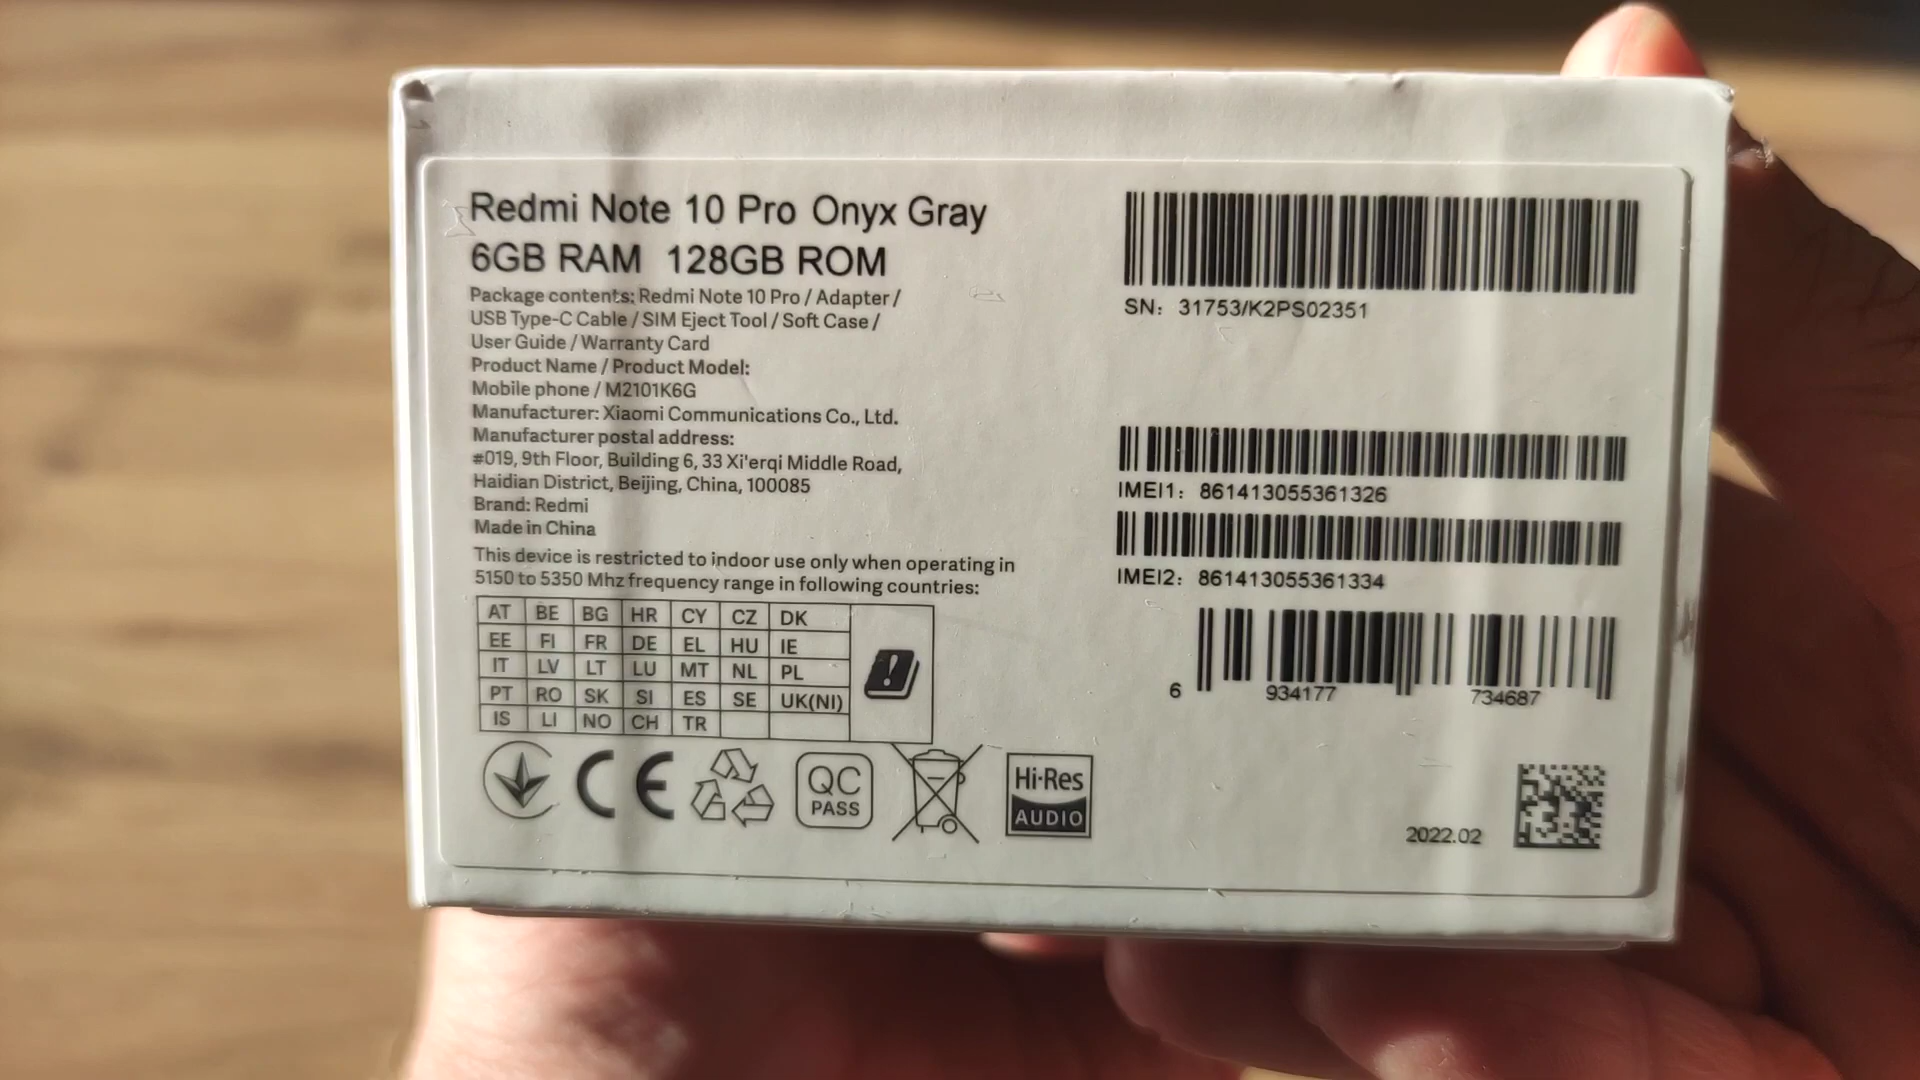 Redmi Note 10 Pro Onyx Gray
6GB RAM 128GB ROM
Package contents: Redmi Note 10 Pro / Adapter /
USB Type-C Cable / SIM Eject Tool / Soft Case /
User Guide / Warranty Card
Product Name / Product Model:
Mobile phone / M2101K6G
Manufacturer: Xiaomi Communications Co., Ltd.
Manufacturer postal address:
#019, 9th Floor, Building 6, 33 Xi'erqi Middle Road,
Haidian District, Beijing, China, 100085
Brand: Redmi
Made in China
This device is restricted to indoor use only when operating in
5150 to 5350 Mhz frequency range in following countries:
AT BE BG HR CY CZ DK
EE FI FR DE EL HU IE
IT LV LT LU MT NL PL
PT RO SK SI ES SE UK(NI)
IS LI NO CH TR
CE
QC
PASS
Hi-Res
AUDIO
SN: 31753/K2PS02351
IMEI1: 861413055361326
IMEI2: 861413055361334
6 934177 734687
2022.02